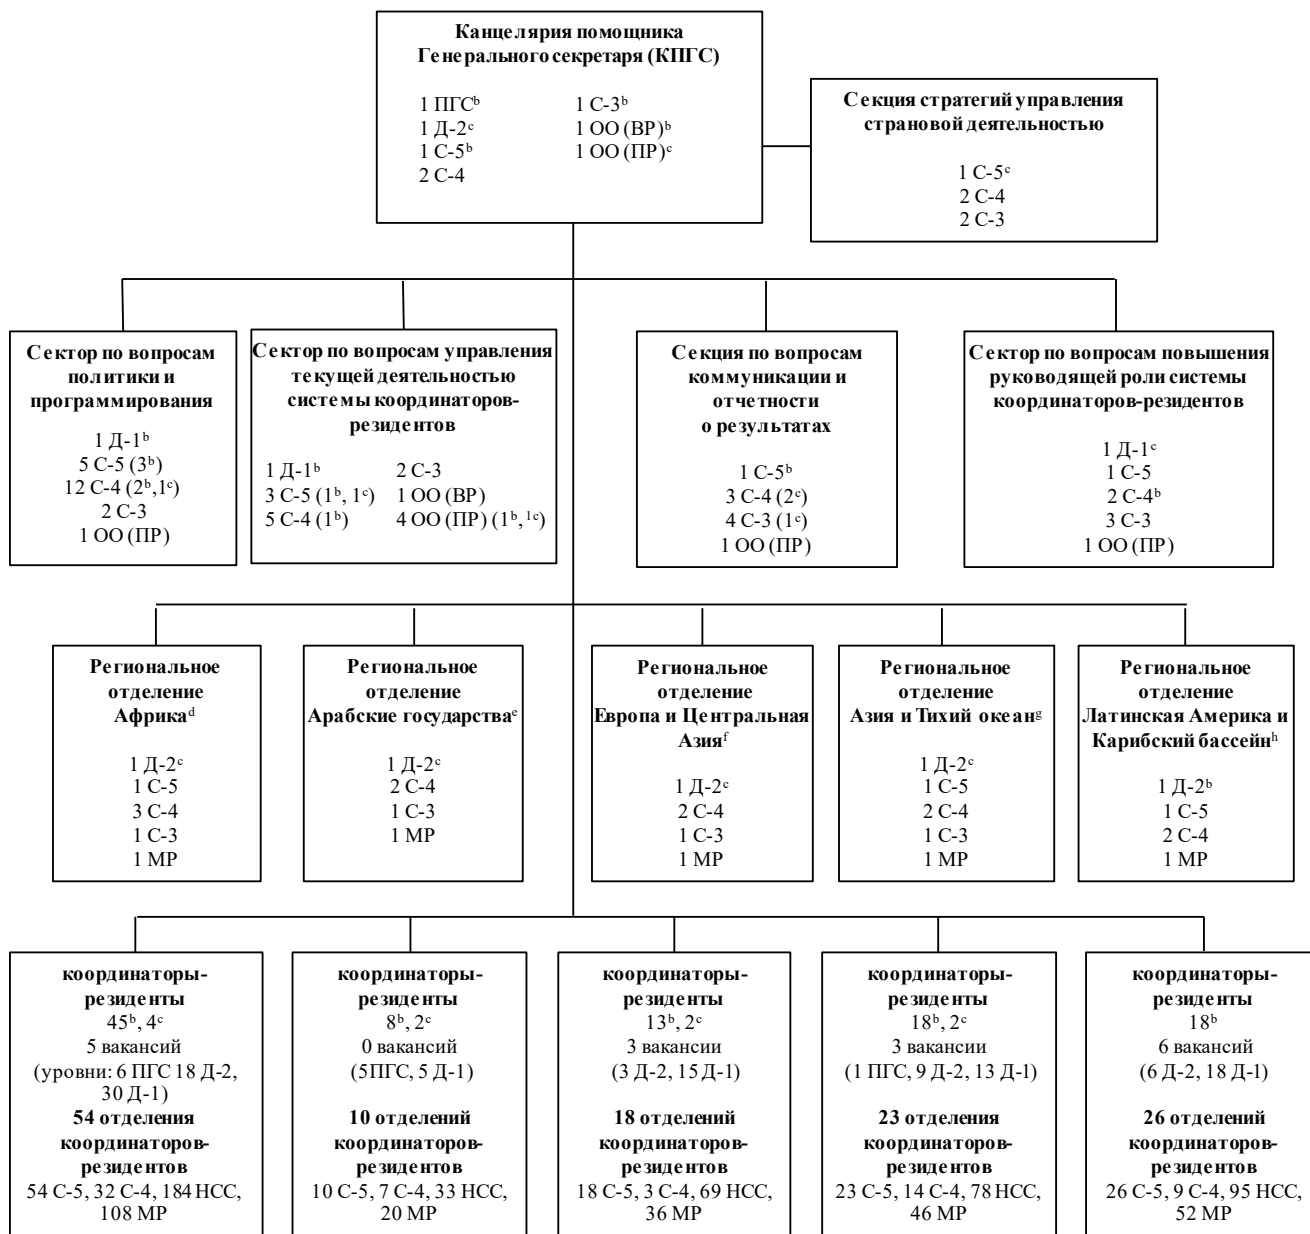 Канцелярия помощника
Генерального секретаря (КПГС)
1 ПГСᵇ
1 Д-2ᶜ
1 С-5ᵇ
2 С-4
1 С-3ᵇ
1 ОО (ВР)ᵇ
1 ОО (ПР)ᶜ
Секция стратегий управления
страновой деятельностью
1 С-5ᶜ
2 С-4
2 С-3
Сектор по вопросам
политики и
программирования
1 Д-1ᵇ
5 С-5 (3ᵇ)
12 С-4 (2ᵇ,1ᶜ)
2 С-3
1 ОО (ПР)
Сектор по вопросам управления
текущей деятельностью
системы координаторов-
резидентов
1 Д-1ᵇ
3 С-5 (1ᵇ, 1ᶜ)
5 С-4 (1ᵇ)
2 С-3
1 ОО (ВР)
4 ОО (ПР) (1ᵇ,¹ᶜ)
Секция по вопросам
коммуникации и
отчетности
о результатах
1 С-5ᵇ
3 С-4 (2ᶜ)
4 С-3 (1ᶜ)
1 ОО (ПР)
Сектор по вопросам повышения
руководящей роли системы
координаторов-резидентов
1 Д-1ᶜ
1 С-5
2 С-4ᵇ
3 С-3
1 ОО (ПР)
Региональное
отделение
Африкаᵈ
1 Д-2ᶜ
1 С-5
3 С-4
1 С-3
1 МР
Региональное
отделение
Арабские государстваᵉ
1 Д-2ᶜ
2 С-4
1 С-3
1 МР
Региональное
отделение
Европа и Центральная
Азияᶠ
1 Д-2ᶜ
2 С-4
1 С-3
1 МР
Региональное
отделение
Азия и Тихий океанᵍ
1 Д-2ᶜ
1 С-5
2 С-4
1 С-3
1 МР
Региональное
отделение
Латинская Америка и
Карибский бассейнʰ
1 Д-2ᵇ
1 С-5
2 С-4
1 МР
координаторы-
резиденты
45ᵇ, 4ᶜ
5 вакансий
(уровни: 6 ПГС 18 Д-2,
30 Д-1)
54 отделения
координаторов-
резидентов
54 С-5, 32 С-4, 184 НСС,
108 МР
координаторы-
резиденты
8ᵇ, 2ᶜ
0 вакансий
(5ПГС, 5 Д-1)
10 отделений
координаторов-
резидентов
10 С-5, 7 С-4, 33 НСС,
20 МР
координаторы-
резиденты
13ᵇ, 2ᶜ
3 вакансии
(3 Д-2, 15 Д-1)
18 отделений
координаторов-
резидентов
18 С-5, 3 С-4, 69 НСС,
36 МР
координаторы-
резиденты
18ᵇ, 2ᶜ
3 вакансии
(1 ПГС, 9 Д-2, 13 Д-1)
23 отделения
координаторов-
резидентов
23 С-5, 14 С-4, 78 НСС,
46 МР
координаторы-
резиденты
18ᵇ
6 вакансий
(6 Д-2, 18 Д-1)
26 отделений
координаторов-
резидентов
26 С-5, 9 С-4, 95 НСС,
52 МР